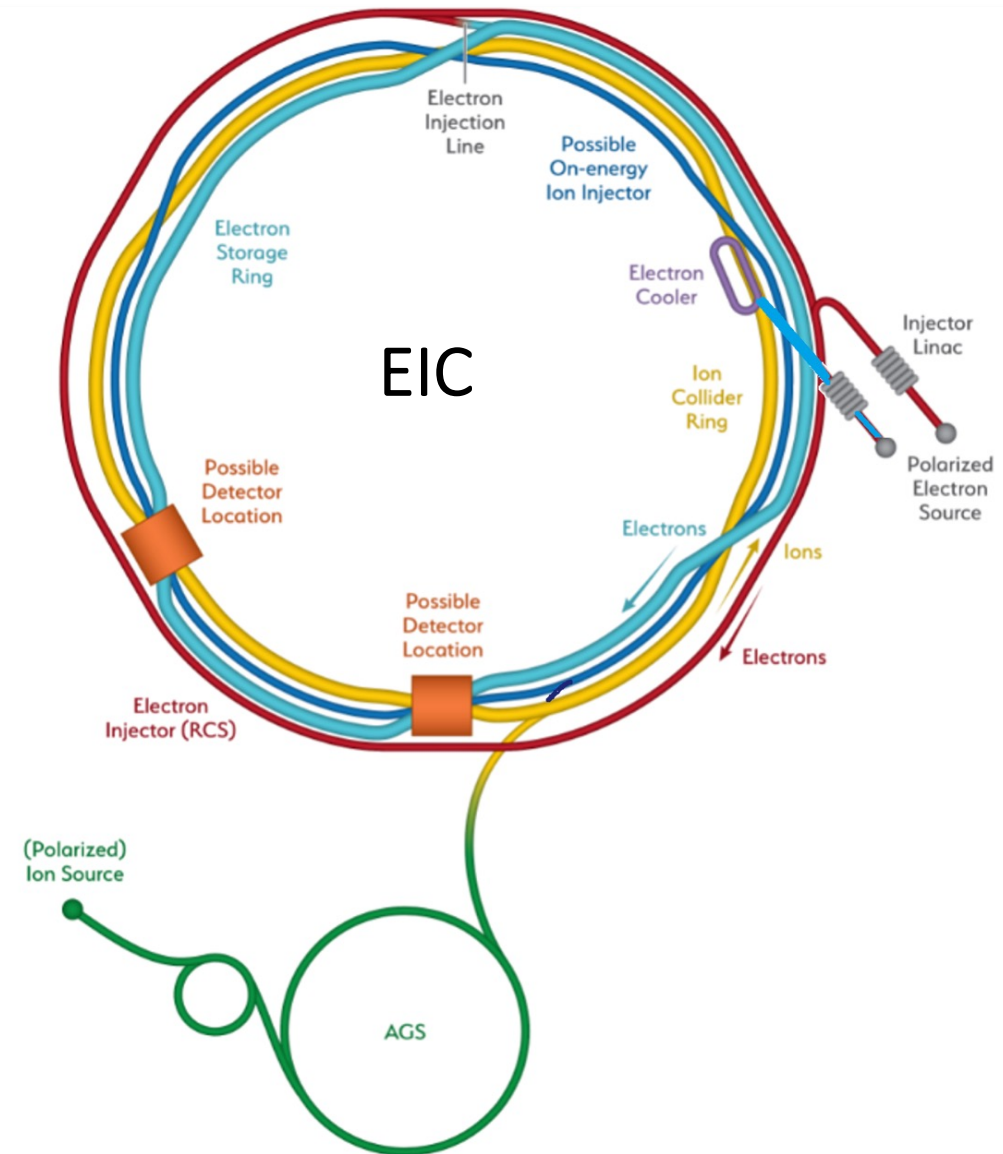 Electron
Injection
Line
Possible
On-energy
Ion Injector
Electron
Storage
Ring
Electron
Cooler
Injector
Linac
EIC
Ion
Collider
Ring
Possible
Detector
Location
Polarized
Electron
Source
Electrons
Ions
Possible
Detector
Location
Electrons
Electron
Injector (RCS)
(Polarized)
Ion Source
AGS